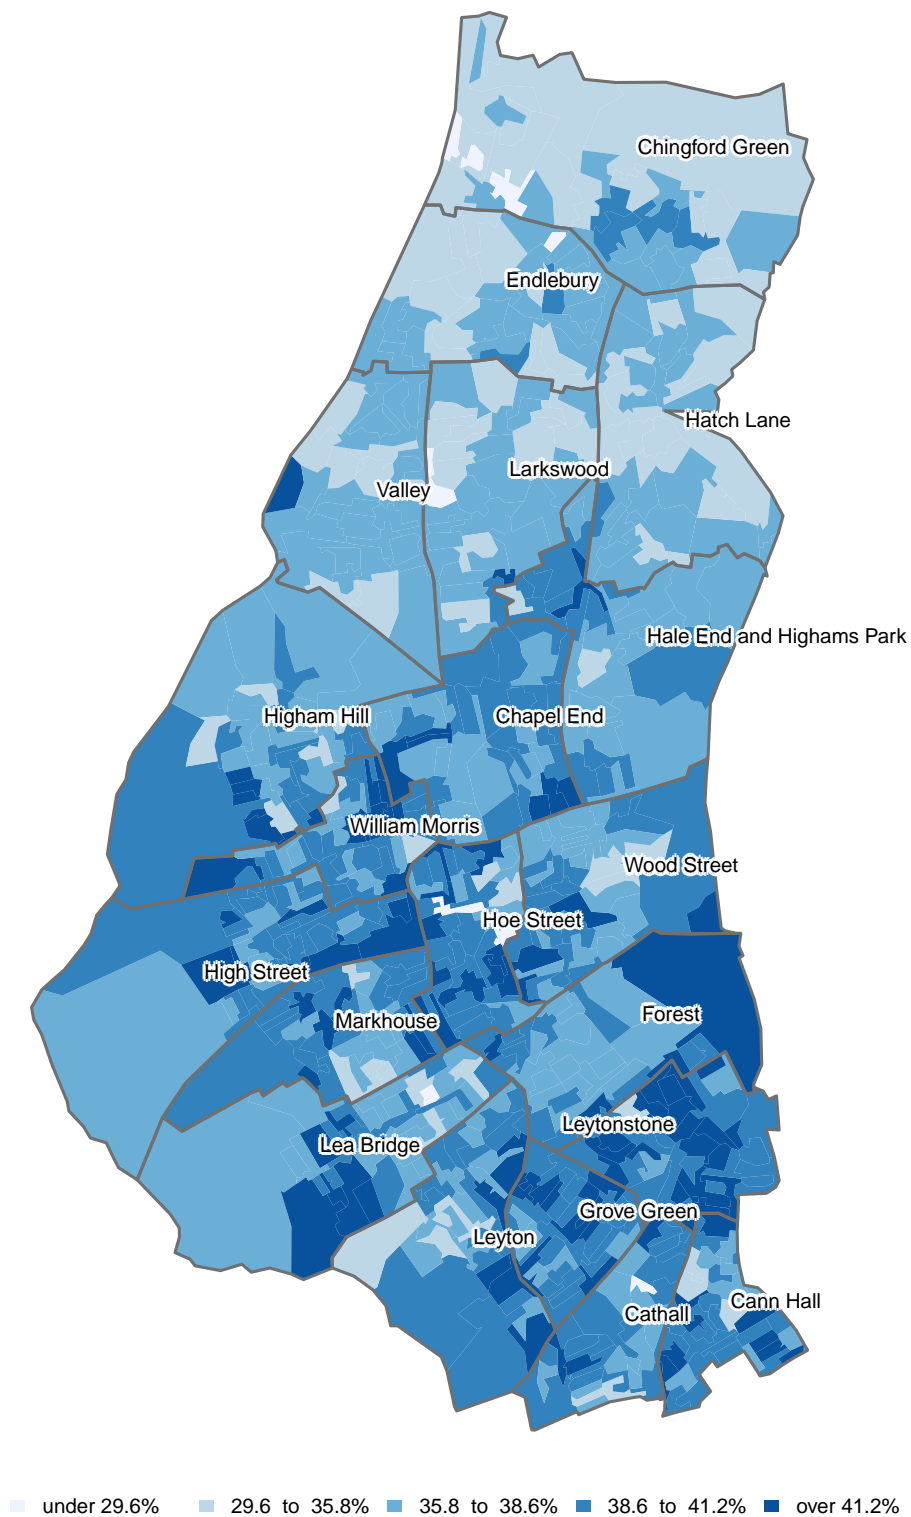 Chingford Green
Endlebury
Hatch Lane
Larkswood
Valley
Hale End and Highams Park
Higham Hill
Chapel End
William Morris
Wood Street
Hoe Street
High Street
Forest
Markhouse
Leytonstone
Lea Bridge
Grove Green
Leyton
Cann Hall
Cathall
under 29.6% 29.6 to 35.8% 35.8 to 38.6% 38.6 to 41.2% over 41.2%